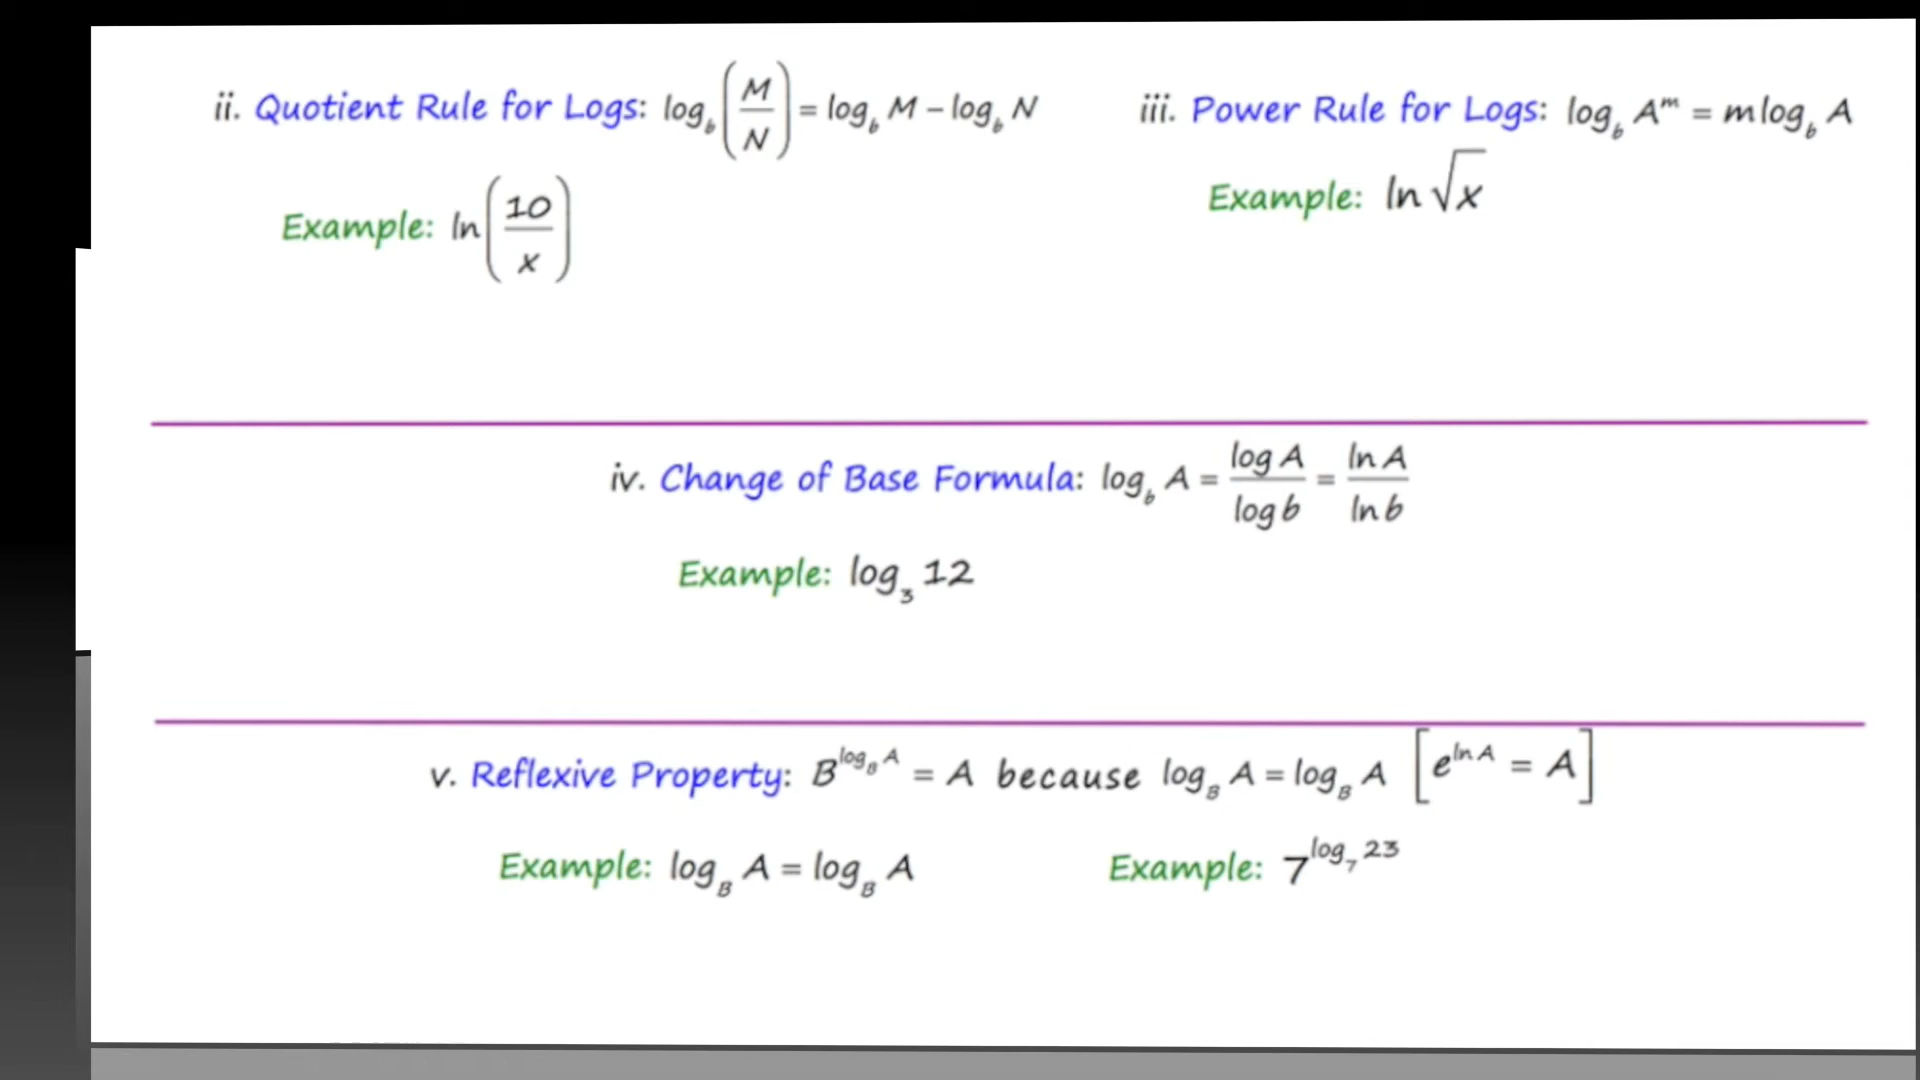 ii. Quotient Rule for Logs: log_b (M/N) = log_b M − log_b N
Example: ln (10/x)
iii. Power Rule for Logs: log_b A^m = m log_b A
Example: ln √x
iv. Change of Base Formula: log_b A = log A / log b = ln A / ln b
Example: log_3 12
v. Reflexive Property: B^(log_B A) = A because log_B A = log_B A [e^(ln A) = A]
Example: log_B A = log_B A
Example: 7^(log_7 23)